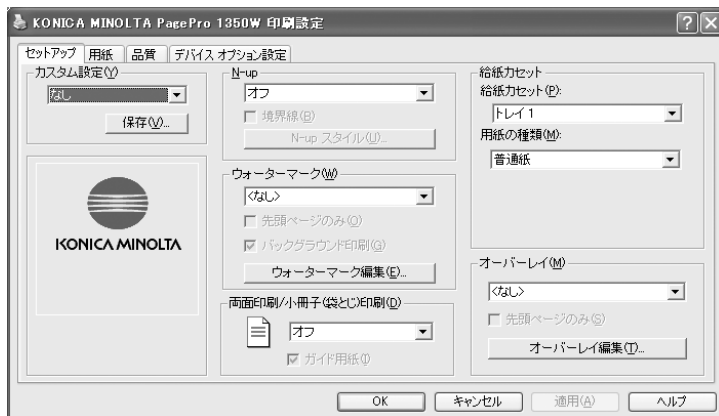 KONICA MINOLTA PagePro 1350W 印刷設定
セットアップ 用紙 品質 デバイス オプション設定
カスタム設定(Y)
なし
保存(V)...
KONICA MINOLTA
N-up
オフ
境界線(B)
N-up スタイル(U)...
ウォーターマーク(W)
<なし>
先頭ページのみ(O)
バックグラウンド印刷(G)
ウォーターマーク編集(E)...
両面印刷/小冊子(袋とじ)印刷(D)
オフ
ガイド用紙(I)
給紙カセット
給紙カセット(P):
トレイ 1
用紙の種類(M):
普通紙
オーバーレイ(M)
<なし>
先頭ページのみ(S)
オーバーレイ編集(T)...
OK キャンセル 適用(A) ヘルプ